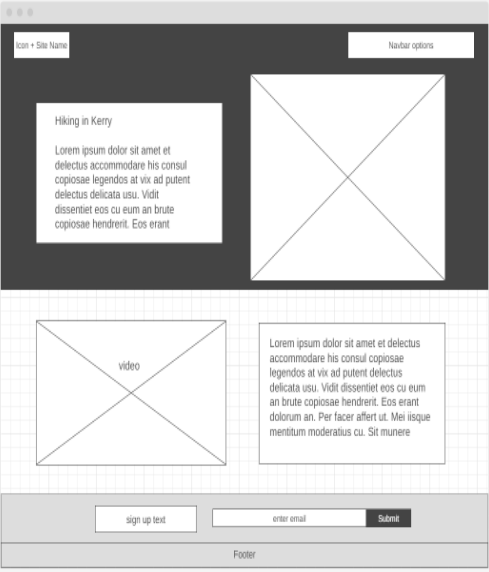 Icon + Site Name
Navbar options
Hiking in Kerry
Lorem ipsum dolor sit amet et
delectus accommodare his consul
copiosae legendos at vix ad putent
delectus delicata usu. Vidit
dissentiet eos cu eum an brute
copiosae hendrerit. Eos erant
video
Lorem ipsum dolor sit amet et delectus
accommodare his consul copiosae
legendos at vix ad putent delectus
delicata usu. Vidit dissentiet eos cu eum
an brute copiosae hendrerit. Eos erant
dolorum an. Per facer affert ut. Mei iisque
mentitum moderatius cu. Sit munere
sign up text
enter email
Submit
Footer